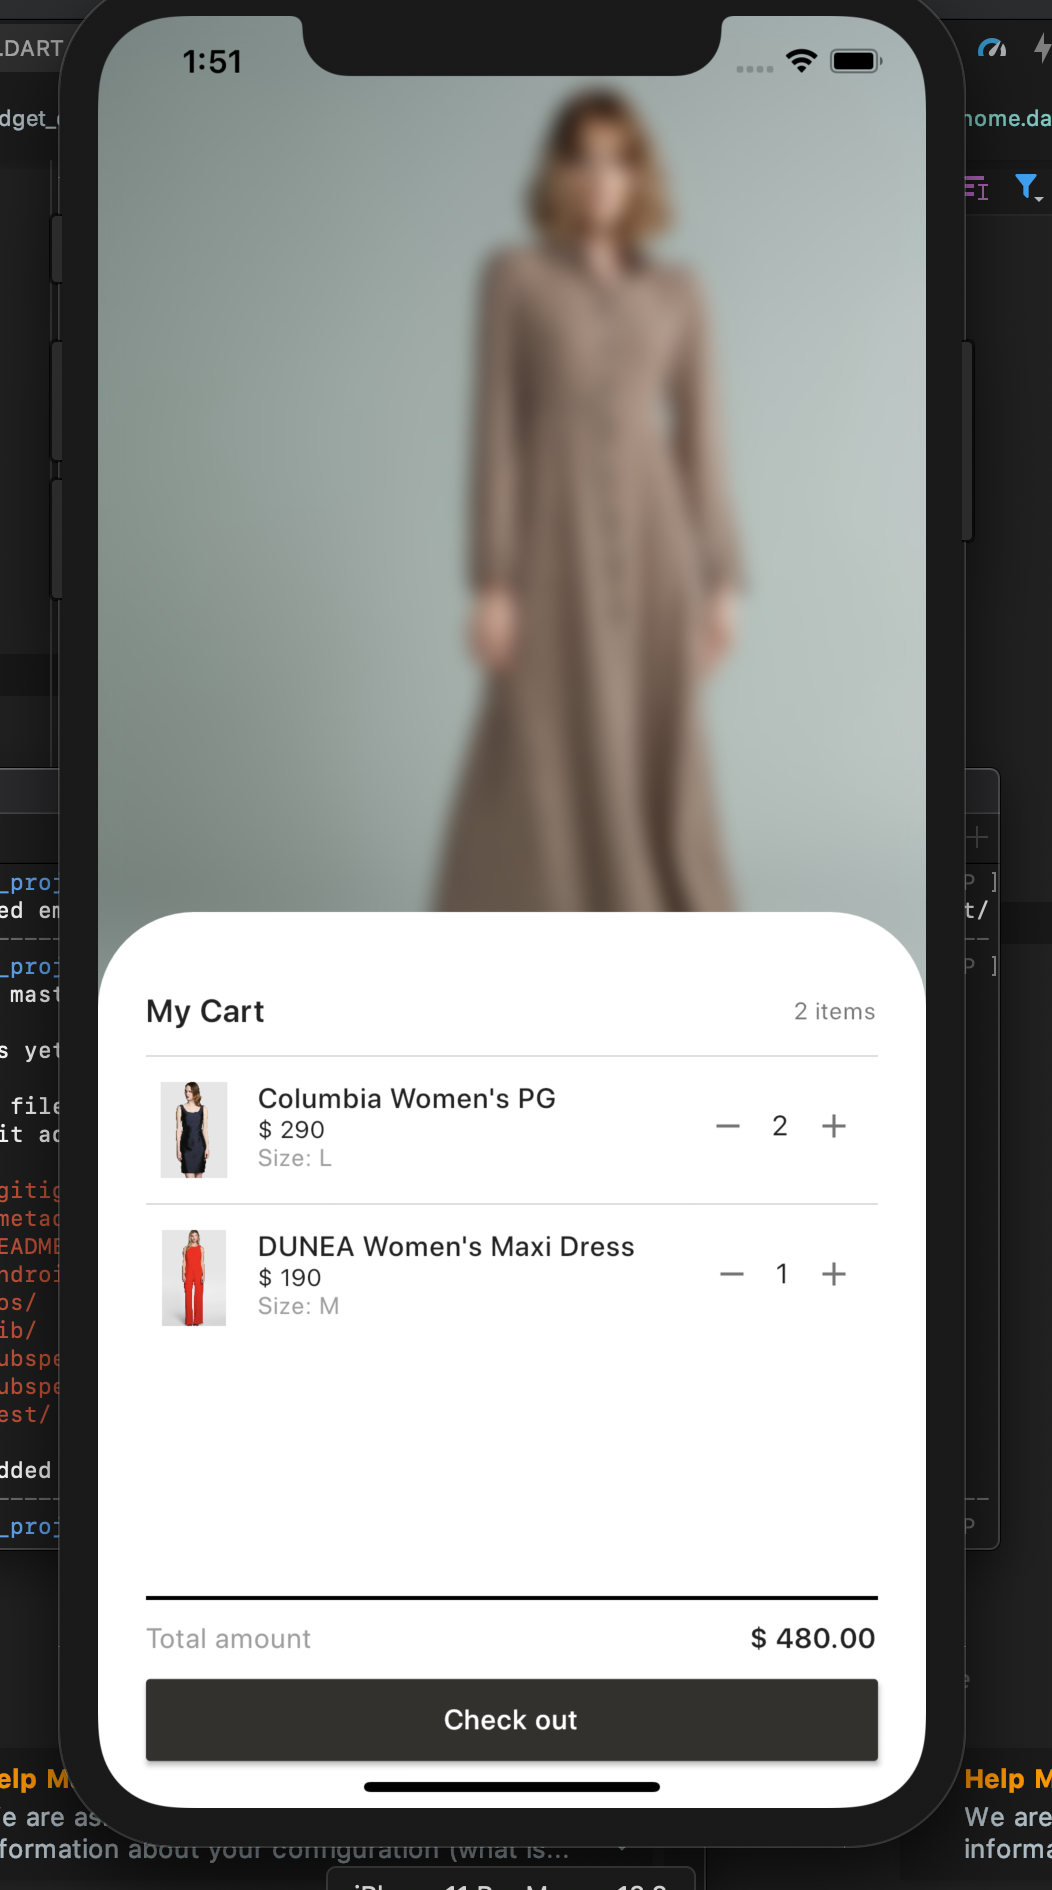 1:51
.DART
dget_
home.da
_proj
P ]
ed em
t/
_proj
P ]
mast
s yet
file
it ad
gitig
metad
EADME
ndroi
os/
ib/
ubspe
ubspe
est/
dded
_proj
P
My Cart
2 items
Columbia Women's PG
$ 290
Size: L
2
DUNEA Women's Maxi Dress
$ 190
Size: M
1
Total amount
$ 480.00
Check out
elp M
Help M
e are as
We are
formation about your configuration (what is...
informa